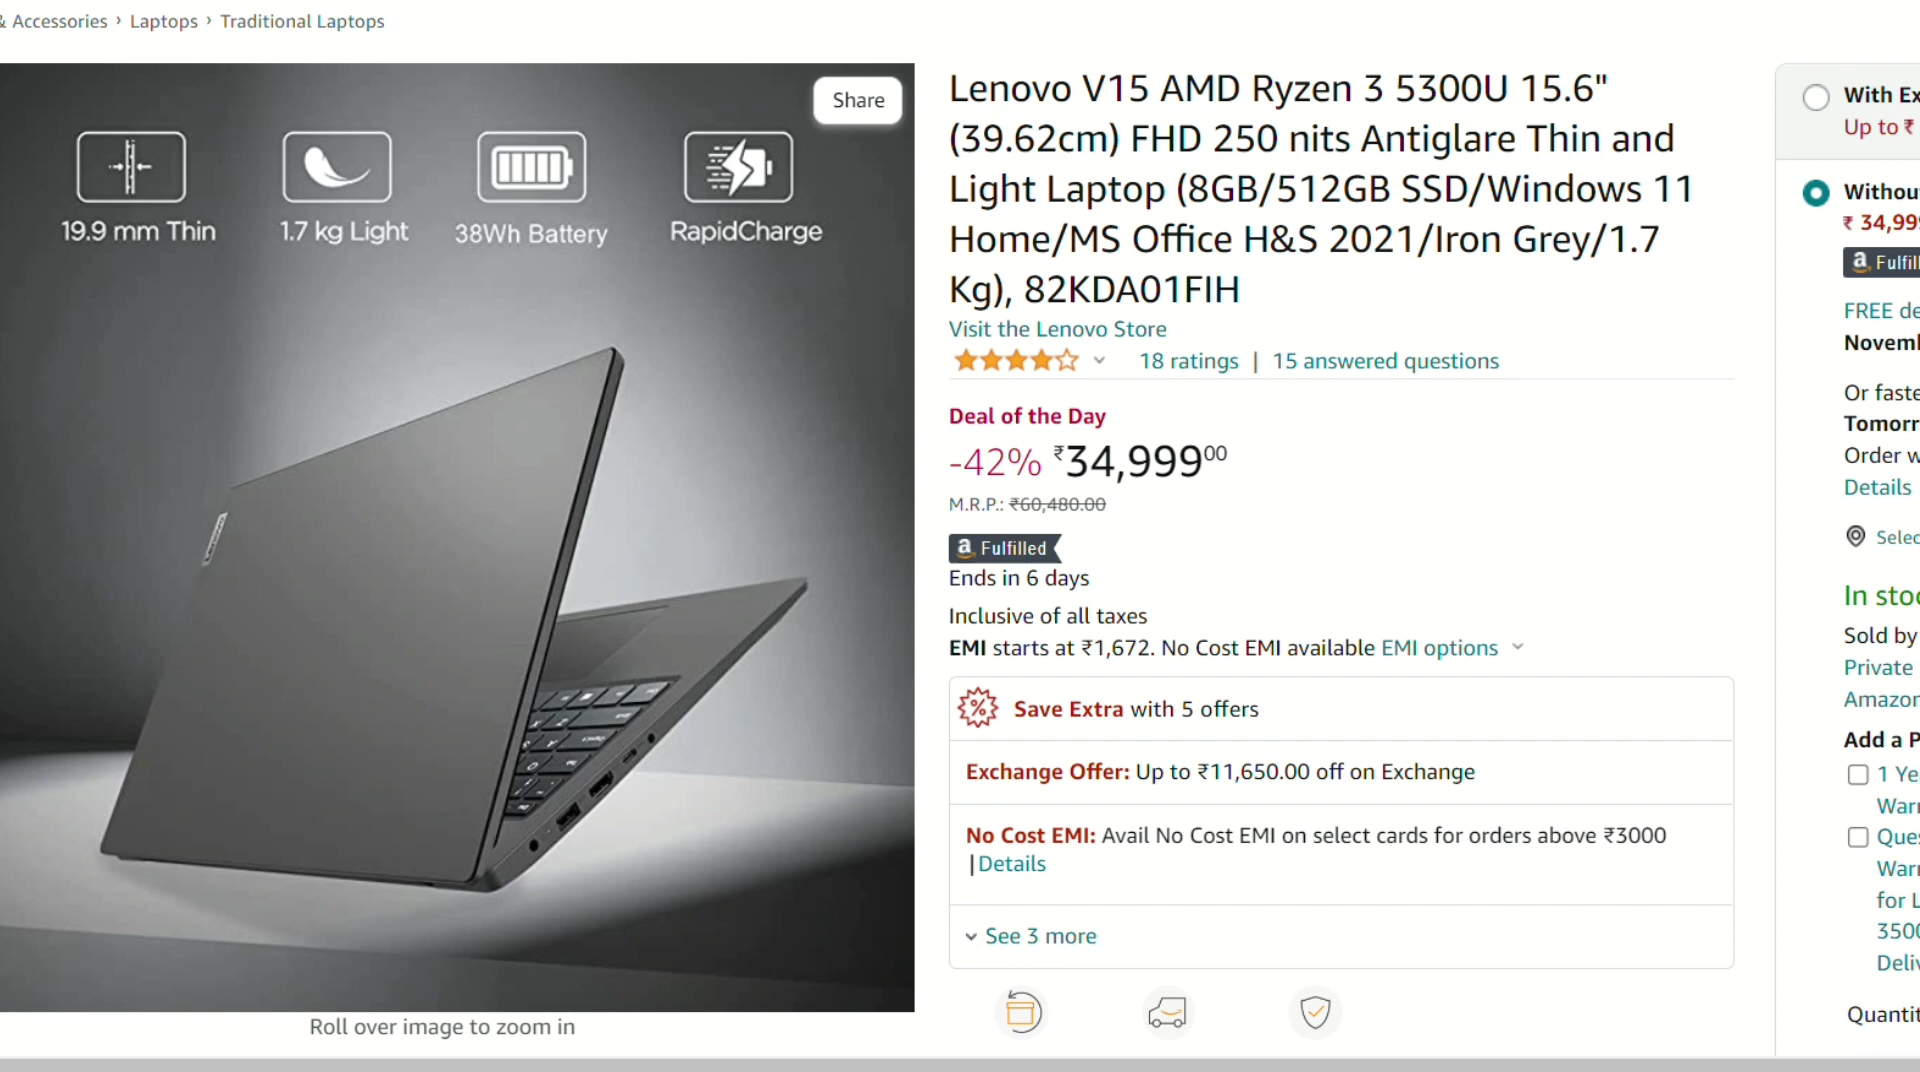 & Accessories › Laptops › Traditional Laptops
Share
19.9 mm Thin
1.7 kg Light
38Wh Battery
RapidCharge
Lenovo
Roll over image to zoom in
Lenovo V15 AMD Ryzen 3 5300U 15.6"
(39.62cm) FHD 250 nits Antiglare Thin and
Light Laptop (8GB/512GB SSD/Windows 11
Home/MS Office H&S 2021/Iron Grey/1.7
Kg), 82KDA01FIH
Visit the Lenovo Store
18 ratings | 15 answered questions
Deal of the Day
-42% ₹34,99900
M.R.P.: ₹60,480.00
a Fulfilled
Ends in 6 days
Inclusive of all taxes
EMI starts at ₹1,672. No Cost EMI available EMI options
% Save Extra with 5 offers
Exchange Offer: Up to ₹11,650.00 off on Exchange
No Cost EMI: Avail No Cost EMI on select cards for orders above ₹3000
|Details
See 3 more
With Ex
Up to ₹
Withou
₹ 34,999
a Fulfill
FREE de
Novemb
Or faste
Tomorr
Order w
Details
Selec
In stoc
Sold by
Private
Amazon
Add a P
1 Ye
Warr
Ques
Warr
for L
3500
Deliv
Quantit